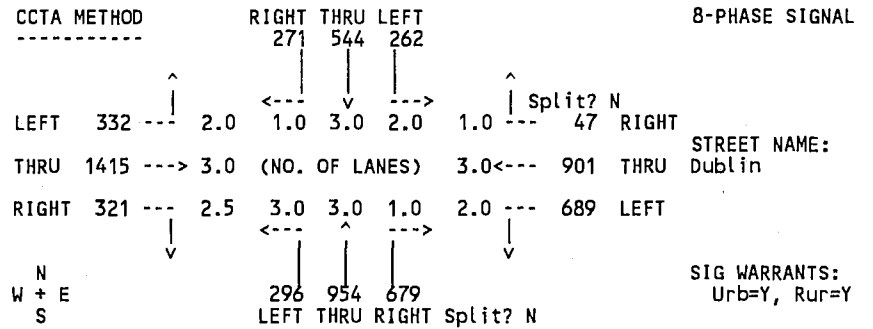 CCTA METHOD RIGHT THRU LEFT 8-PHASE SIGNAL
----------- 271 544 262
^ ^
<--- v ---> Split? N
LEFT 332 --- 2.0 1.0 3.0 2.0 1.0 --- 47 RIGHT
STREET NAME:
THRU 1415 ---> 3.0 (NO. OF LANES) 3.0<--- 901 THRU Dublin
RIGHT 321 --- 2.5 3.0 3.0 1.0 2.0 --- 689 LEFT
<--- ^ --->
v v
N SIG WARRANTS:
W + E 296 954 679 Urb=Y, Rur=Y
S LEFT THRU RIGHT Split? N